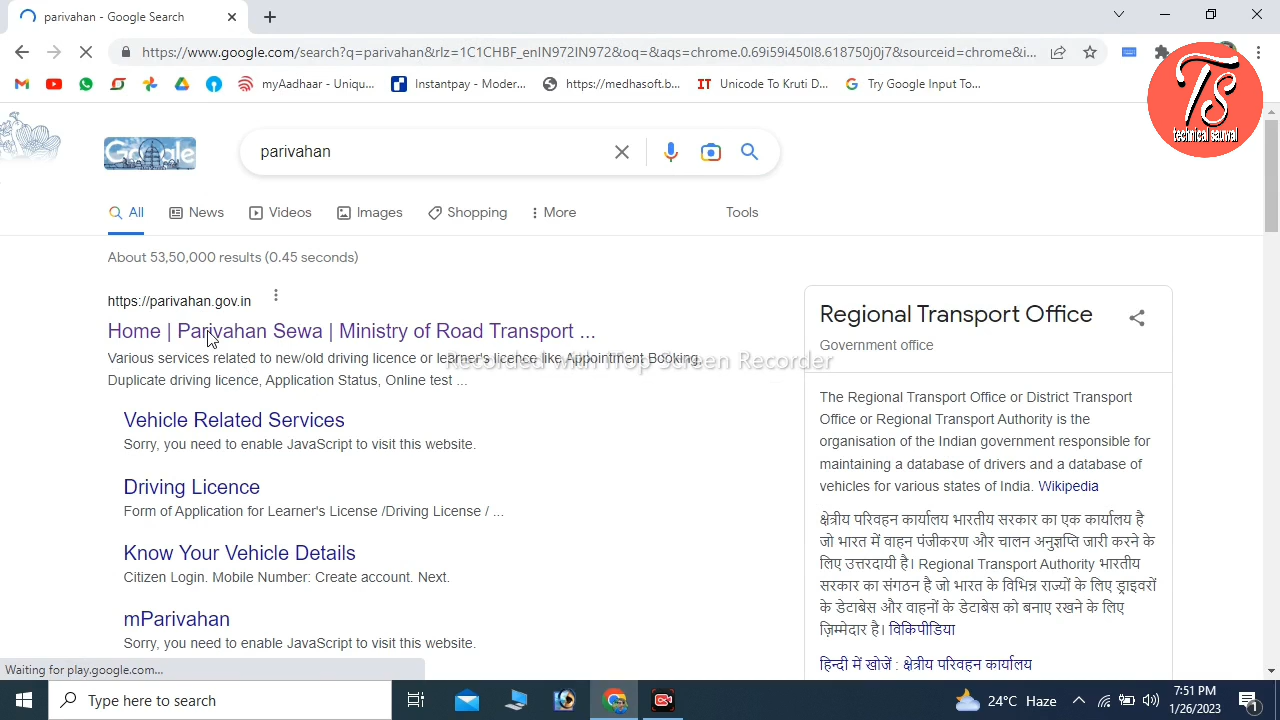 parivahan - Google Search
https://www.google.com/search?q=parivahan&rlz=1C1CHBF_enIN972IN972&oq=&aqs=chrome.0.69i59i450l8.618750j0j7&sourceid=chrome&i...
myAadhaar - Uniqu...
Instantpay - Moder...
https://medhasoft.b...
IT Unicode To Kruti D...
Try Google Input To...
TS
technical sauwal
Google
parivahan
All
News
Videos
Images
Shopping
More
Tools
About 53,50,000 results (0.45 seconds)
https://parivahan.gov.in
Home | Parivahan Sewa | Ministry of Road Transport ...
Various services related to new/old driving licence or learner's licence like Appointment Booking,
Duplicate driving licence, Application Status, Online test ...
Recorded with iTop Screen Recorder
Vehicle Related Services
Sorry, you need to enable JavaScript to visit this website.
Driving Licence
Form of Application for Learner's License /Driving License / ...
Know Your Vehicle Details
Citizen Login. Mobile Number: Create account. Next.
mParivahan
Sorry, you need to enable JavaScript to visit this website.
Regional Transport Office
Government office
The Regional Transport Office or District Transport
Office or Regional Transport Authority is the
organisation of the Indian government responsible for
maintaining a database of drivers and a database of
vehicles for various states of India. Wikipedia
क्षेत्रीय परिवहन कार्यालय भारतीय सरकार का एक कार्यालय है
जो भारत में वाहन पंजीकरण और चालन अनुज्ञप्ति जारी करने के
लिए उत्तरदायी है। Regional Transport Authority भारतीय
सरकार का संगठन है जो भारत के विभिन्न राज्यों के लिए ड्राइवरों
के डेटाबेस और वाहनों के डेटाबेस को बनाए रखने के लिए
ज़िम्मेदार है। विकिपीडिया
हिन्दी में खोजें : क्षेत्रीय परिवहन कार्यालय
Waiting for play.google.com...
Type here to search
24°C Haze
7:51 PM
1/26/2023
1